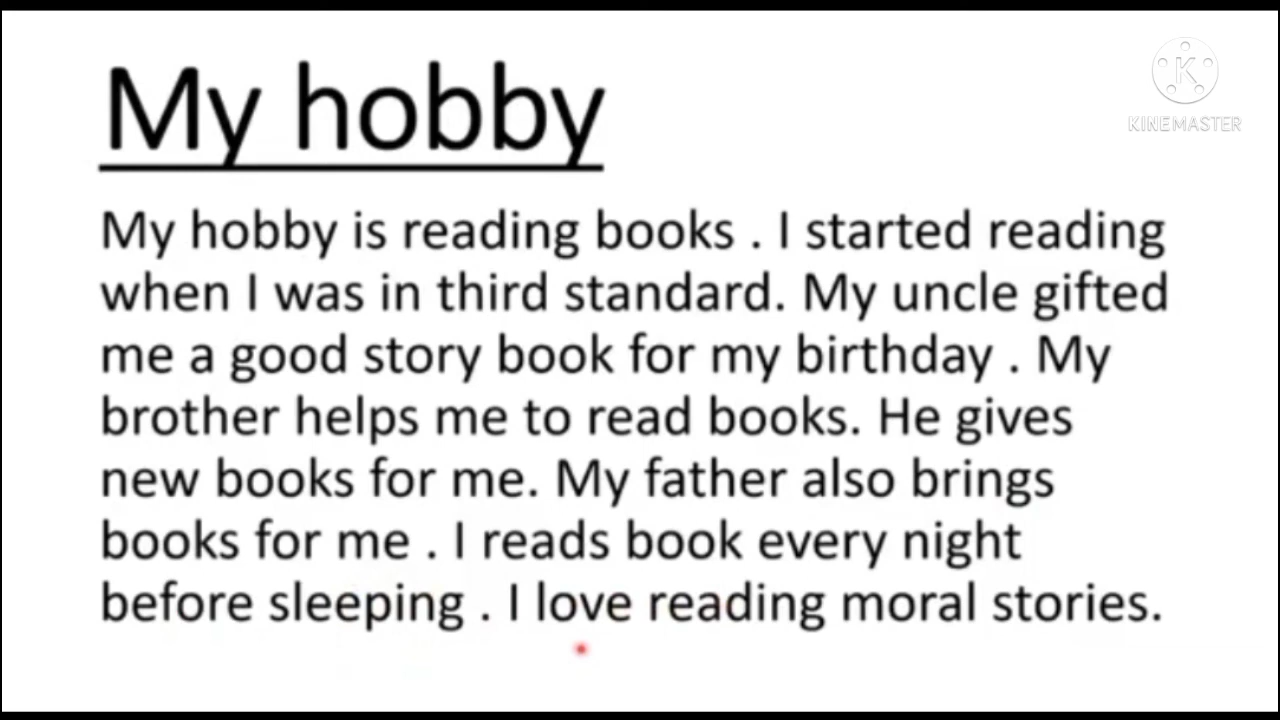 My hobby
KINEMASTER
My hobby is reading books . I started reading
when I was in third standard. My uncle gifted
me a good story book for my birthday . My
brother helps me to read books. He gives
new books for me. My father also brings
books for me . I reads book every night
before sleeping . I love reading moral stories.